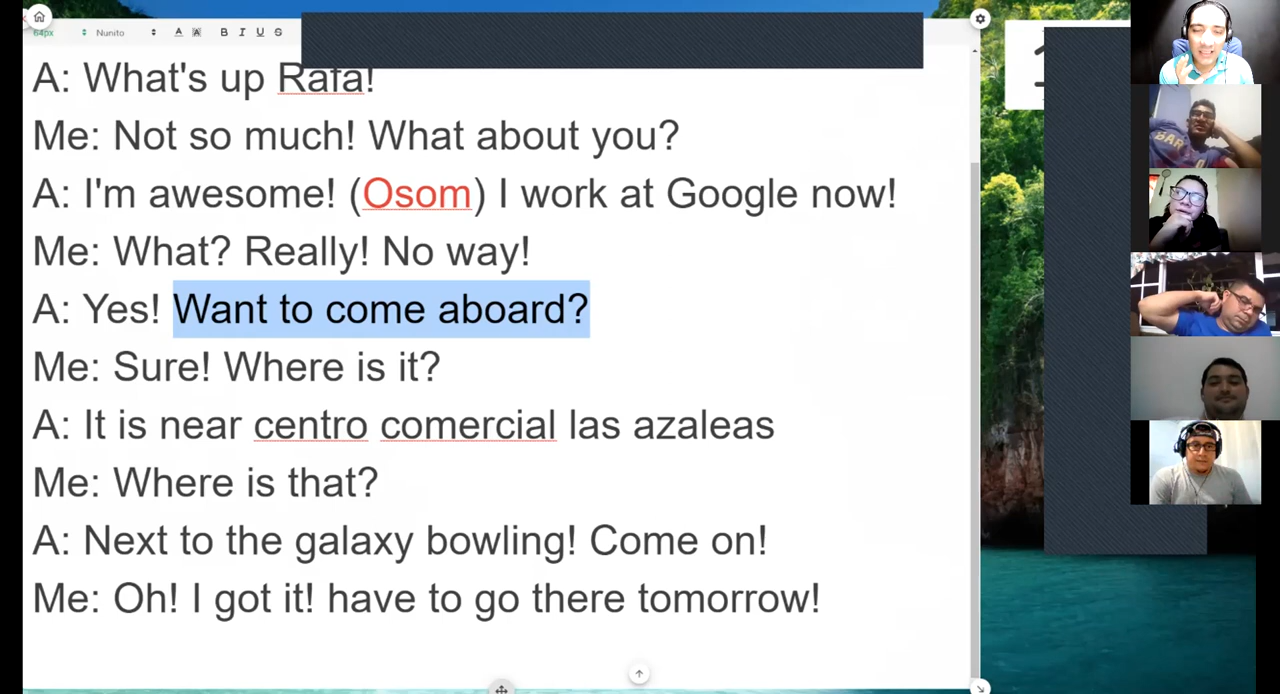 64px Nunito B I U S
A: What's up Rafa!
Me: Not so much! What about you?
A: I'm awesome! (Osom) I work at Google now!
Me: What? Really! No way!
A: Yes! Want to come aboard?
Me: Sure! Where is it?
A: It is near centro comercial las azaleas
Me: Where is that?
A: Next to the galaxy bowling! Come on!
Me: Oh! I got it! have to go there tomorrow!
BAR